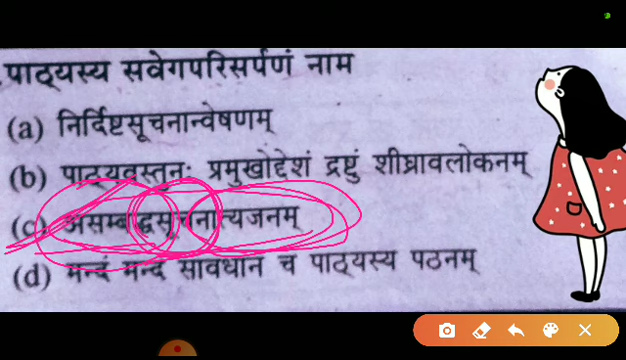 पाठ्यस्य सवेगपरिसर्पणं नाम
(a) निर्दिष्टसूचनान्वेषणम्
(b) पाठ्यवस्तुनः प्रमुखोद्देशं द्रष्टुं शीघ्रावलोकनम्
(c) असम्बद्धसूचनात्यजनम्
(d) मन्दं मन्दं सावधानं च पाठ्यस्य पठनम्